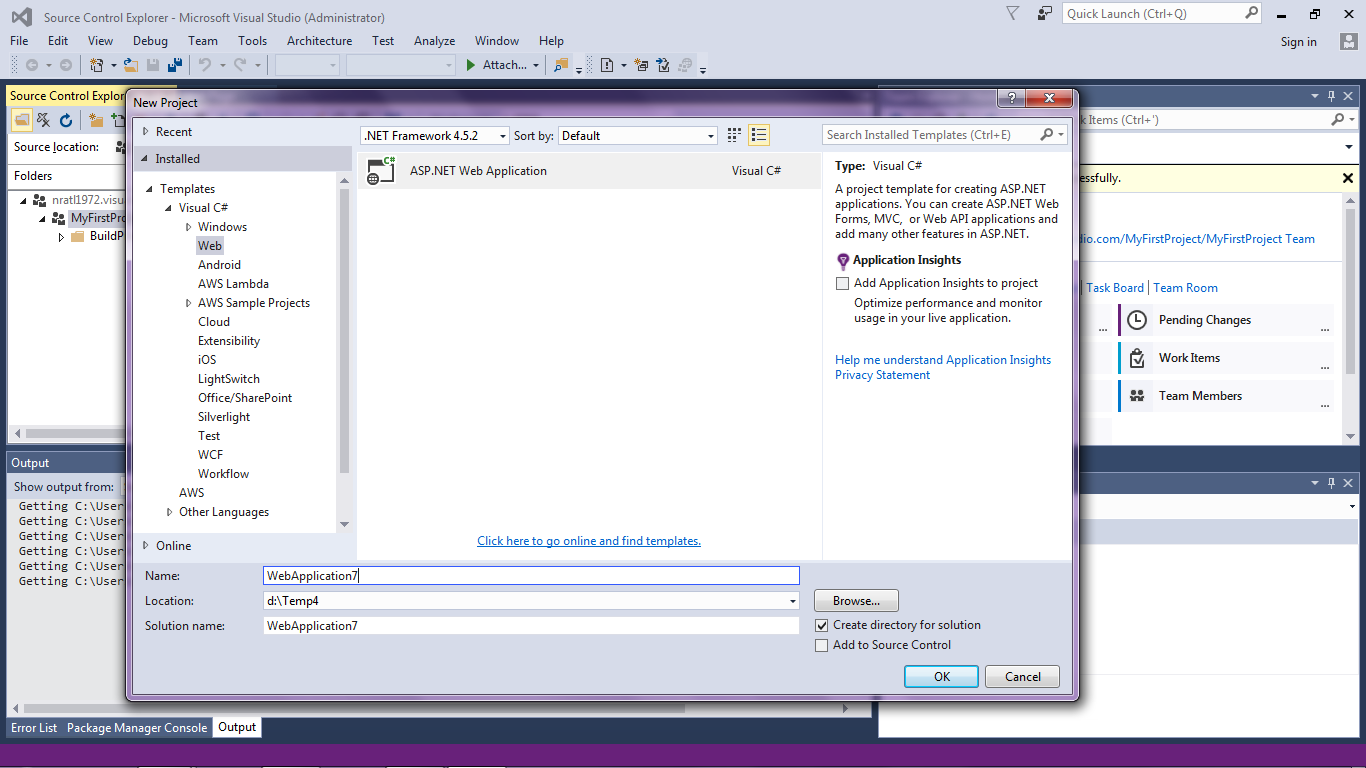 Source Control Explorer - Microsoft Visual Studio (Administrator)
Quick Launch (Ctrl+Q)
File Edit View Debug Team Tools Architecture Test Analyze Window Help
Sign in
Attach...
Source Control Explor
New Project
?
Source Location:
Folders
nratl1972.visu
MyFirstPro
BuildP
Recent
Installed
Templates
Visual C#
Windows
Web
Android
AWS Lambda
AWS Sample Projects
Cloud
Extensibility
iOS
LightSwitch
Office/SharePoint
Silverlight
Test
WCF
Workflow
AWS
Other Languages
Online
.NET Framework 4.5.2
Sort by:
Default
Search Installed Templates (Ctrl+E)
C#
ASP.NET Web Application
Visual C#
Type: Visual C#
A project template for creating ASP.NET
applications. You can create ASP.NET Web
Forms, MVC, or Web API applications and
add many other features in ASP.NET.
Application Insights
Add Application Insights to project
Optimize performance and monitor
usage in your live application.
Help me understand Application Insights
Privacy Statement
Click here to go online and find templates.
Name:
WebApplication7
Location:
d:\Temp4
Browse...
Solution name:
WebApplication7
Create directory for solution
Add to Source Control
OK
Cancel
k Items (Ctrl+')
essfully.
dio.com/MyFirstProject/MyFirstProject Team
Task Board
Team Room
Pending Changes
...
...
Work Items
...
Team Members
...
Output
Show output from:
Getting C:\User
Getting C:\User
Getting C:\User
Getting C:\User
Getting C:\User
Getting C:\User
Error List
Package Manager Console
Output